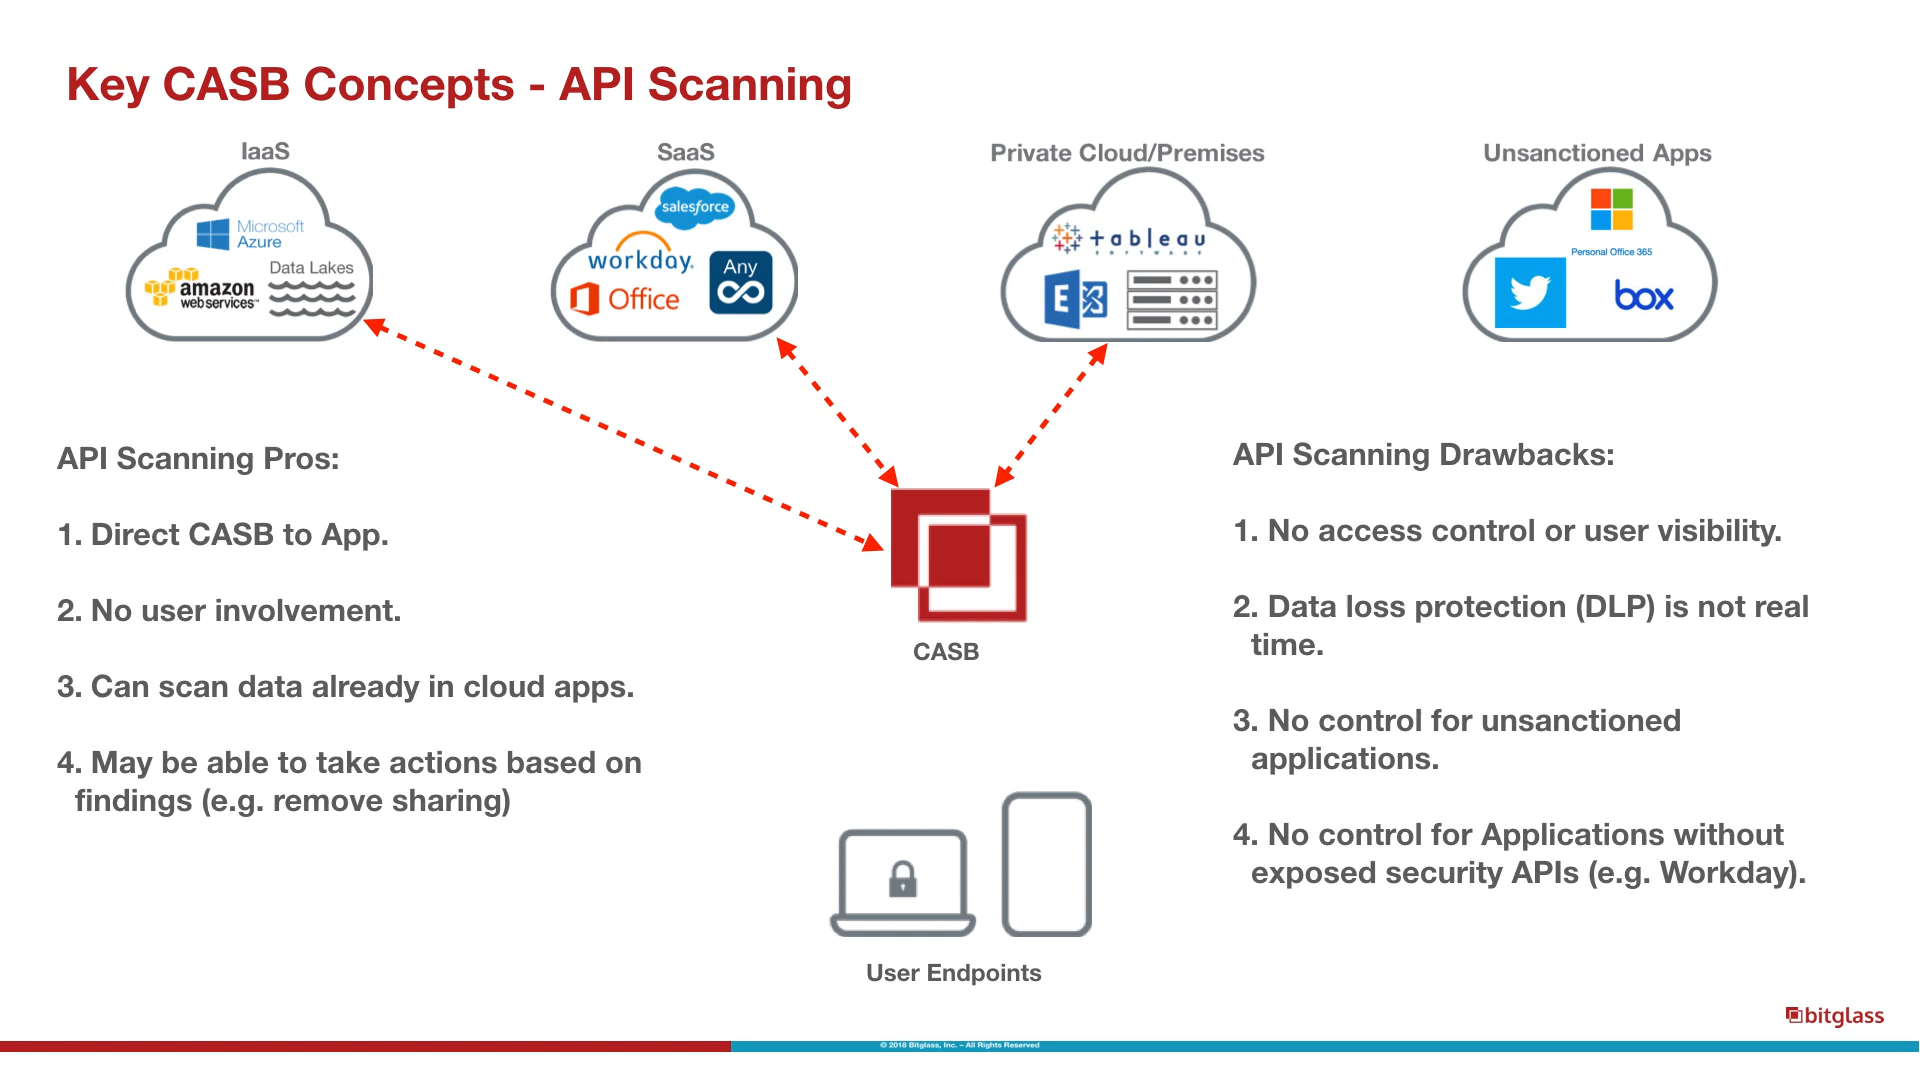 Key CASB Concepts - API Scanning
IaaS
Microsoft
Azure
Data Lakes
amazon
webservices™
SaaS
salesforce
workday.
Any
Office
Private Cloud/Premises
+ableau
SOFTWARE
E
Unsanctioned Apps
Personal Office 365
box
API Scanning Pros:
1. Direct CASB to App.
2. No user involvement.
3. Can scan data already in cloud apps.
4. May be able to take actions based on
findings (e.g. remove sharing)
CASB
User Endpoints
API Scanning Drawbacks:
1. No access control or user visibility.
2. Data loss protection (DLP) is not real
time.
3. No control for unsanctioned
applications.
4. No control for Applications without
exposed security APIs (e.g. Workday).
bitglass
© 2018 Bitglass, Inc. – All Rights Reserved